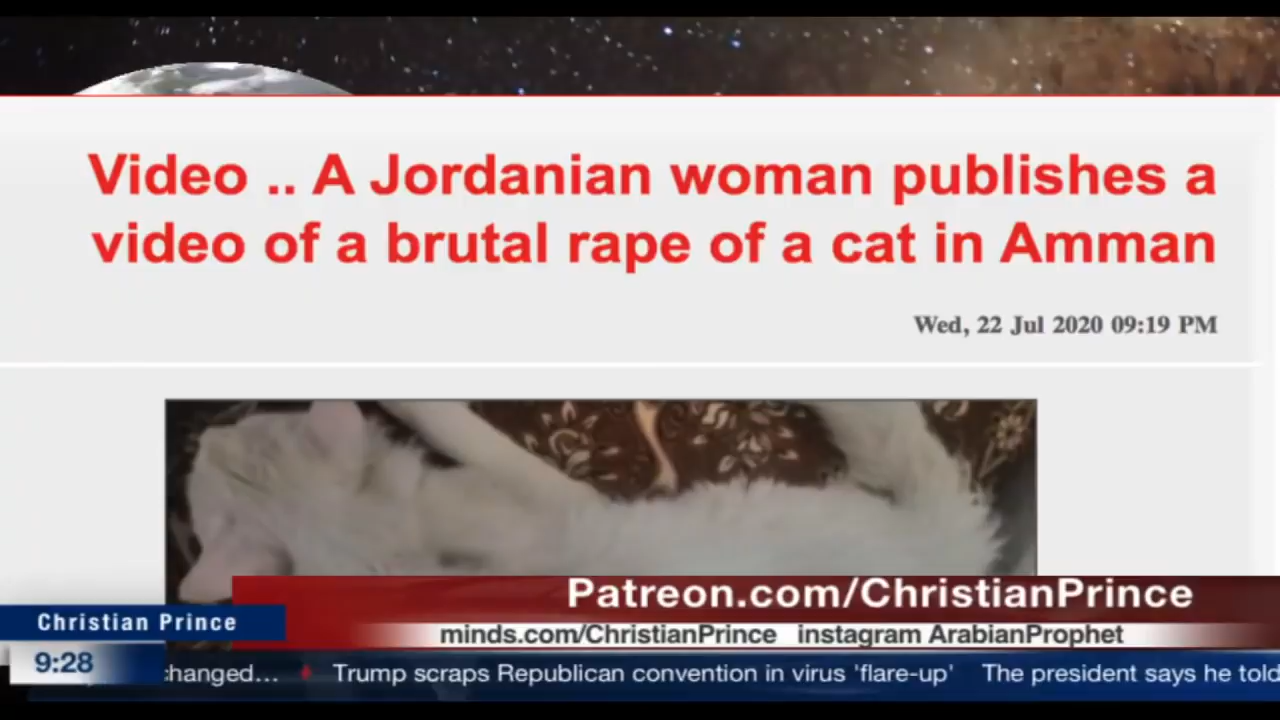 Video .. A Jordanian woman publishes a
video of a brutal rape of a cat in Amman
Wed, 22 Jul 2020 09:19 PM
Patreon.com/ChristianPrince
Christian Prince
minds.com/ChristianPrince instagram ArabianProphet
9:28
changed... Trump scraps Republican convention in virus 'flare-up' The president says he told